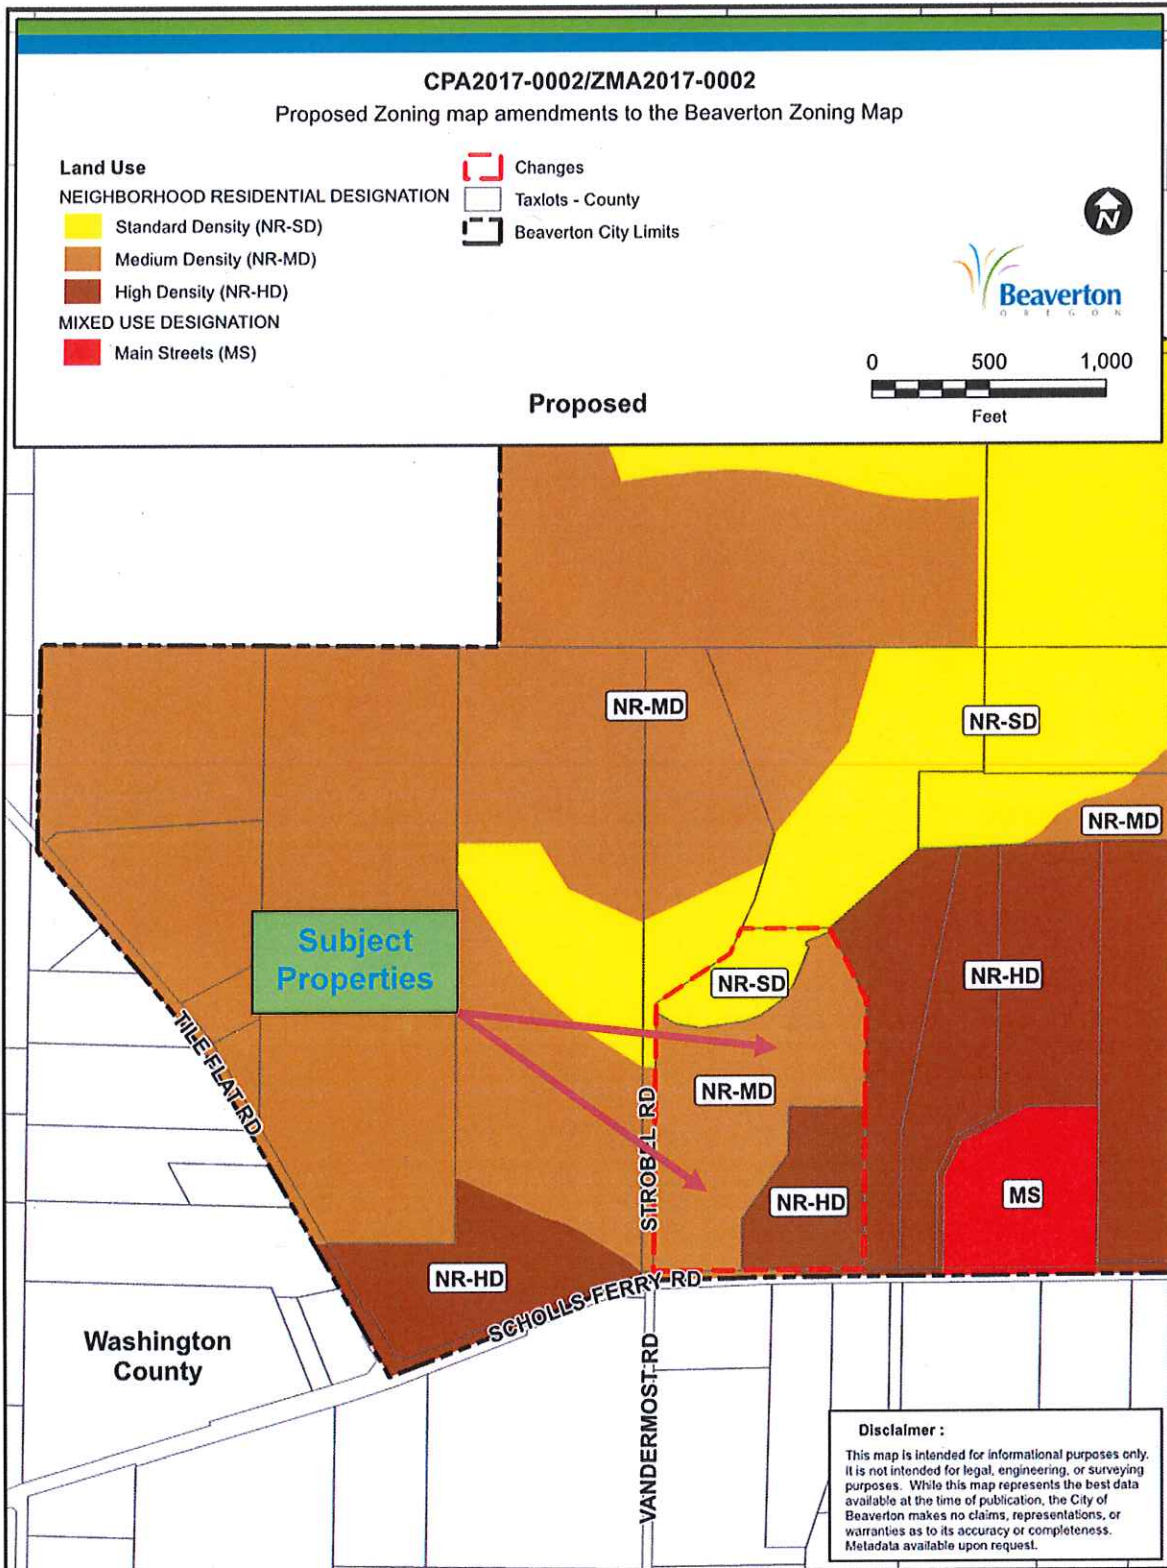 CPA2017-0002/ZMA2017-0002
Proposed Zoning map amendments to the Beaverton Zoning Map
Land Use
NEIGHBORHOOD RESIDENTIAL DESIGNATION
Standard Density (NR-SD)
Medium Density (NR-MD)
High Density (NR-HD)
MIXED USE DESIGNATION
Main Streets (MS)
Changes
Taxlots - County
Beaverton City Limits
N
Beaverton
OREGON
0 500 1,000
Feet
Proposed
NR-MD
NR-SD
NR-MD
Subject
Properties
NR-SD
NR-HD
TILE FLAT RD
NR-MD
STROBEL RD
NR-HD
MS
NR-HD
SCHOLLS FERRY RD
Washington
County
VANDERMOST RD
Disclaimer :
This map is intended for informational purposes only.
It is not intended for legal, engineering, or surveying
purposes. While this map represents the best data
available at the time of publication, the City of
Beaverton makes no claims, representations, or
warranties as to its accuracy or completeness.
Metadata available upon request.